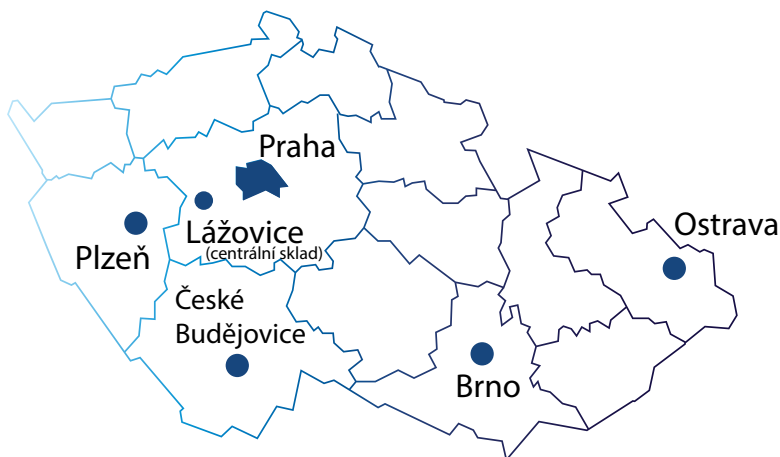 Praha
Ostrava
Lážovice
(centrální sklad)
Plzeň
České
Budějovice
Brno